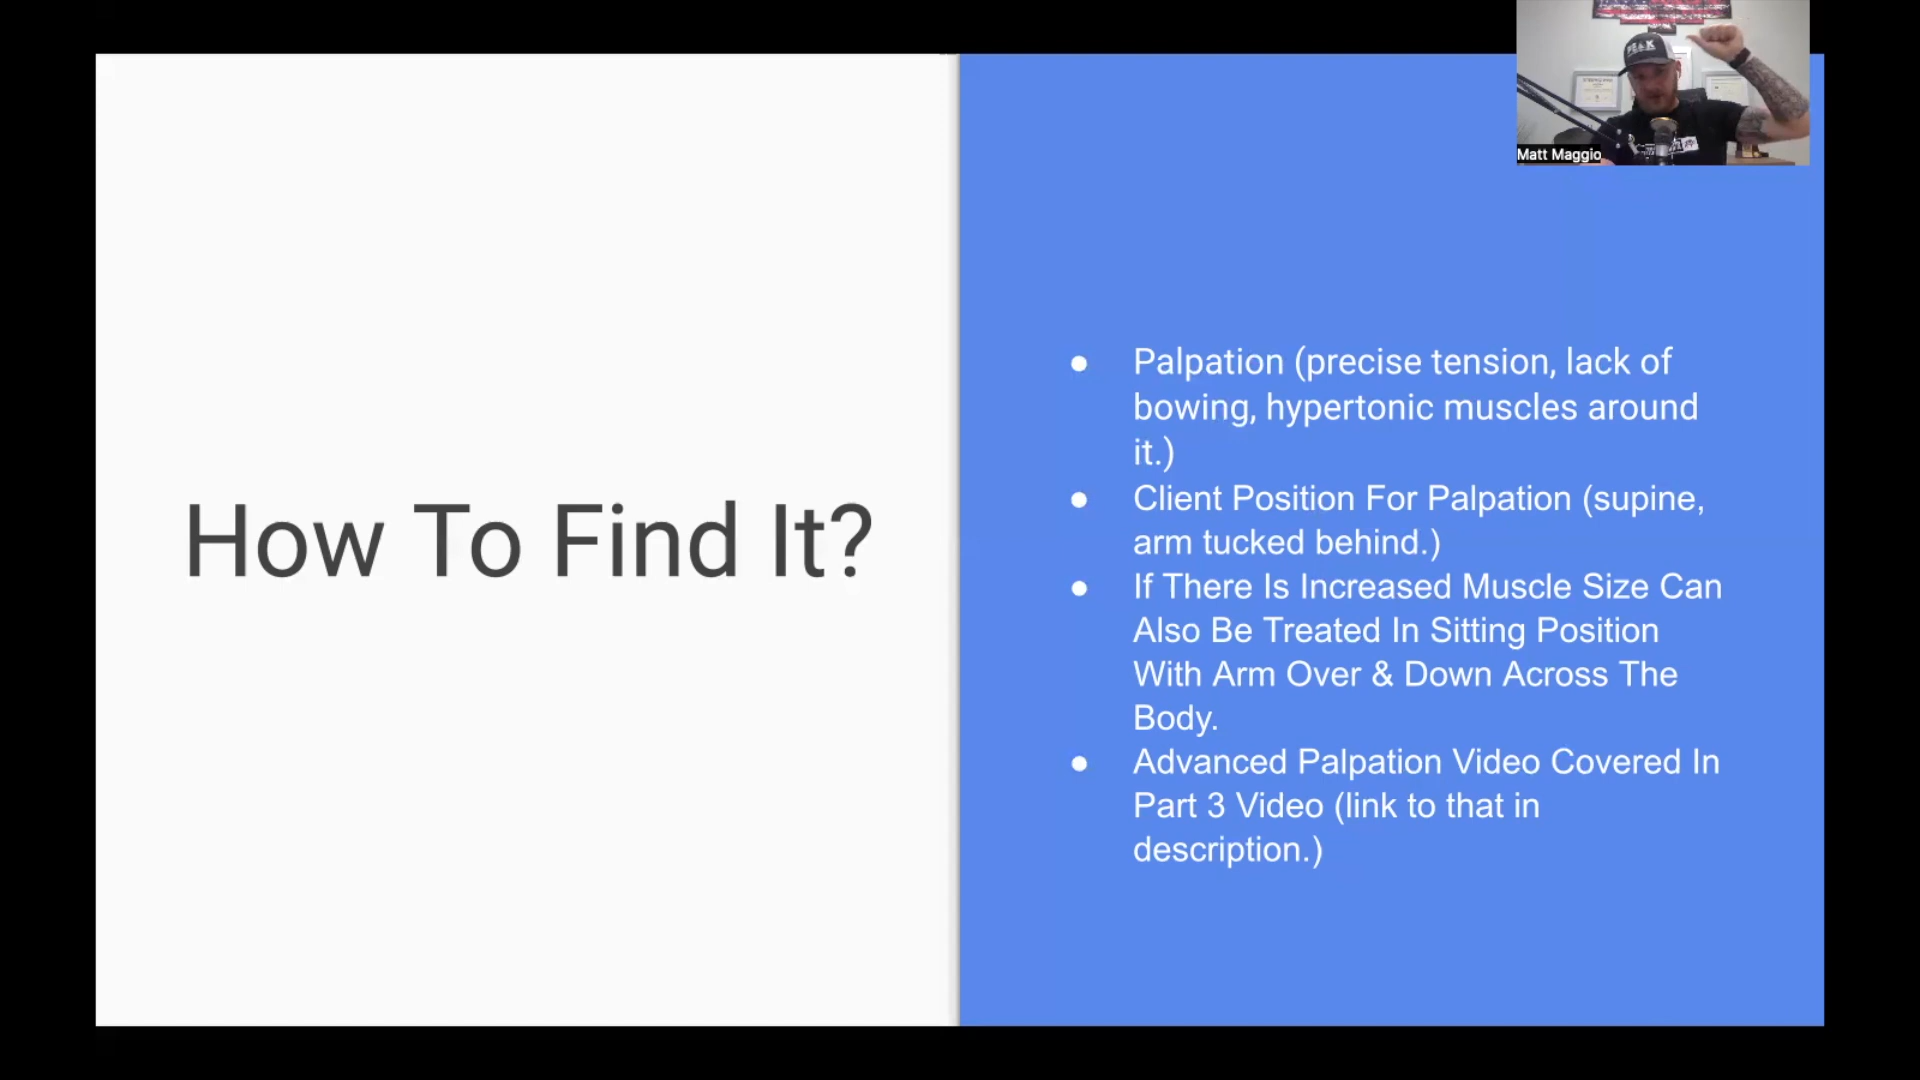 PEAK
Matt Maggio
How To Find It?
● Palpation (precise tension, lack of
bowing, hypertonic muscles around
it.)
● Client Position For Palpation (supine,
arm tucked behind.)
● If There Is Increased Muscle Size Can
Also Be Treated In Sitting Position
With Arm Over & Down Across The
Body.
● Advanced Palpation Video Covered In
Part 3 Video (link to that in
description.)